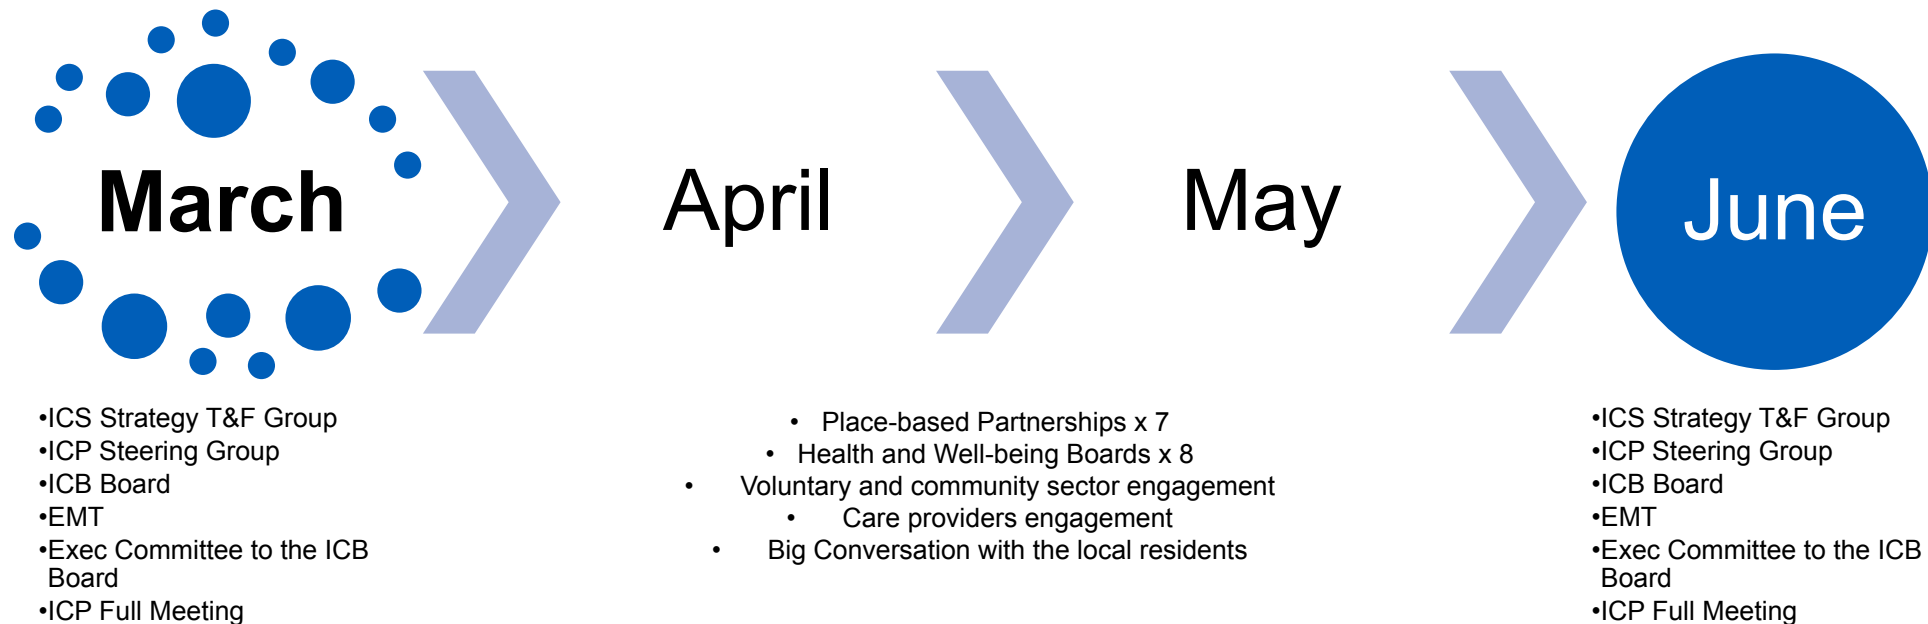 March
April
May
June
•ICS Strategy T&F Group
•ICP Steering Group
•ICB Board
•EMT
•Exec Committee to the ICB
Board
•ICP Full Meeting
• Place-based Partnerships x 7
• Health and Well-being Boards x 8
• Voluntary and community sector engagement
• Care providers engagement
• Big Conversation with the local residents
•ICS Strategy T&F Group
•ICP Steering Group
•ICB Board
•EMT
•Exec Committee to the ICB
Board
•ICP Full Meeting